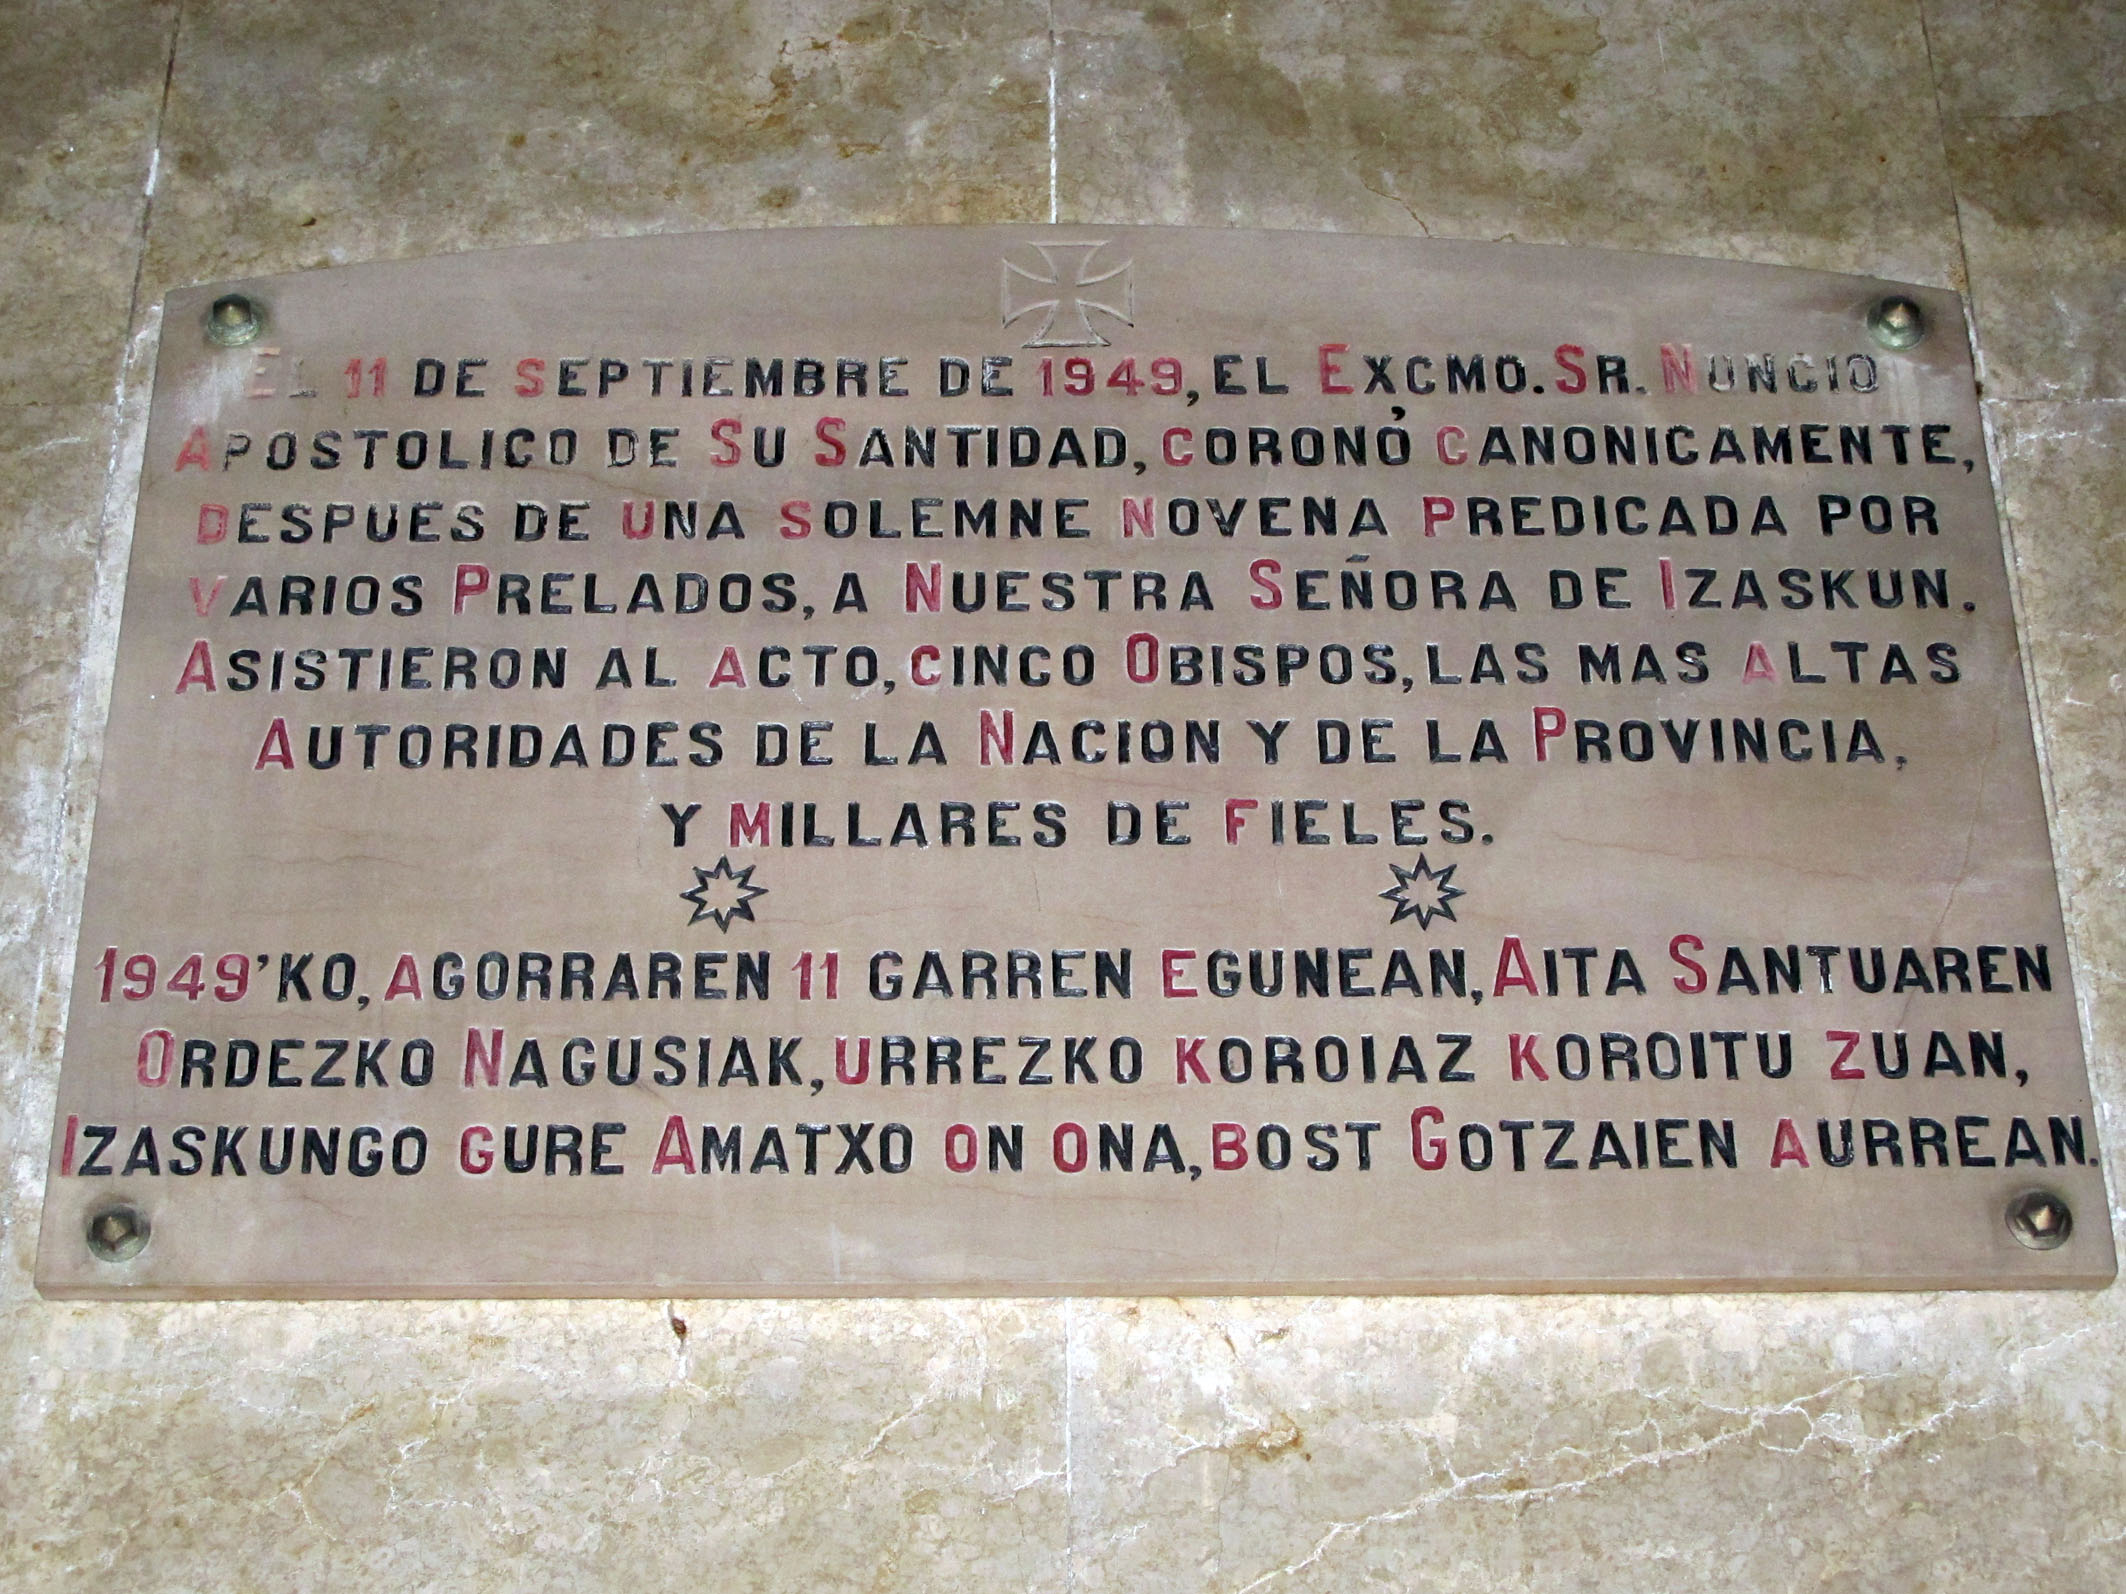 EL 11 DE SEPTIEMBRE DE 1949, EL EXCMO. SR. NUNCIO
APOSTOLICO DE SU SANTIDAD, CORONÓ CANONICAMENTE,
DESPUES DE UNA SOLEMNE NOVENA PREDICADA POR
VARIOS PRELADOS, A NUESTRA SEÑORA DE IZASKUN.
ASISTIERON AL ACTO, CINCO OBISPOS, LAS MAS ALTAS
AUTORIDADES DE LA NACION Y DE LA PROVINCIA,
Y MILLARES DE FIELES.
1949'KO, AGORRAREN 11 GARREN EGUNEAN, AITA SANTUAREN
ORDEZKO NAGUSIAK, URREZKO KOROIAZ KOROITU ZUAN,
IZASKUNGO GURE AMATXO ON ONA, BOST GOTZAIEN AURREAN.